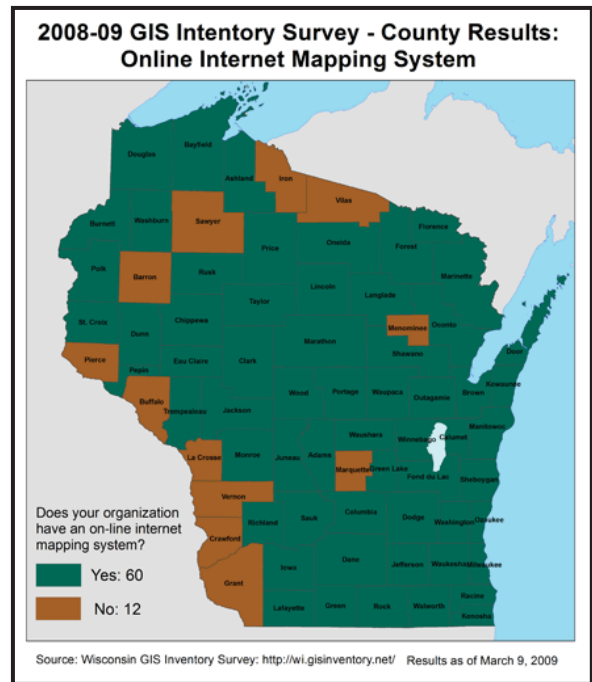 2008-09 GIS Intentory Survey - County Results:
Online Internet Mapping System
Douglas
Bayfield
Ashland
Iron
Vilas
Burnett
Washburn
Sawyer
Price
Oneida
Forest
Florence
Polk
Barron
Rusk
Lincoln
Langlade
Marinette
Taylor
St. Croix
Dunn
Chippewa
Marathon
Menominee
Oconto
Pierce
Pepin
Eau Claire
Clark
Shawano
Door
Buffalo
Trempealeau
Jackson
Wood
Portage
Waupaca
Outagamie
Brown
Kewaunee
La Crosse
Monroe
Juneau
Adams
Waushara
Winnebago
Calumet
Manitowoc
Marquette
Green Lake
Fond du Lac
Sheboygan
Vernon
Richland
Sauk
Columbia
Dodge
Washington
Ozaukee
Crawford
Grant
Iowa
Dane
Jefferson
Waukesha
Milwaukee
Lafayette
Green
Rock
Walworth
Racine
Kenosha
Does your organization
have an on-line internet
mapping system?
Yes: 60
No: 12
Source: Wisconsin GIS Inventory Survey: http://wi.gisinventory.net/ Results as of March 9, 2009